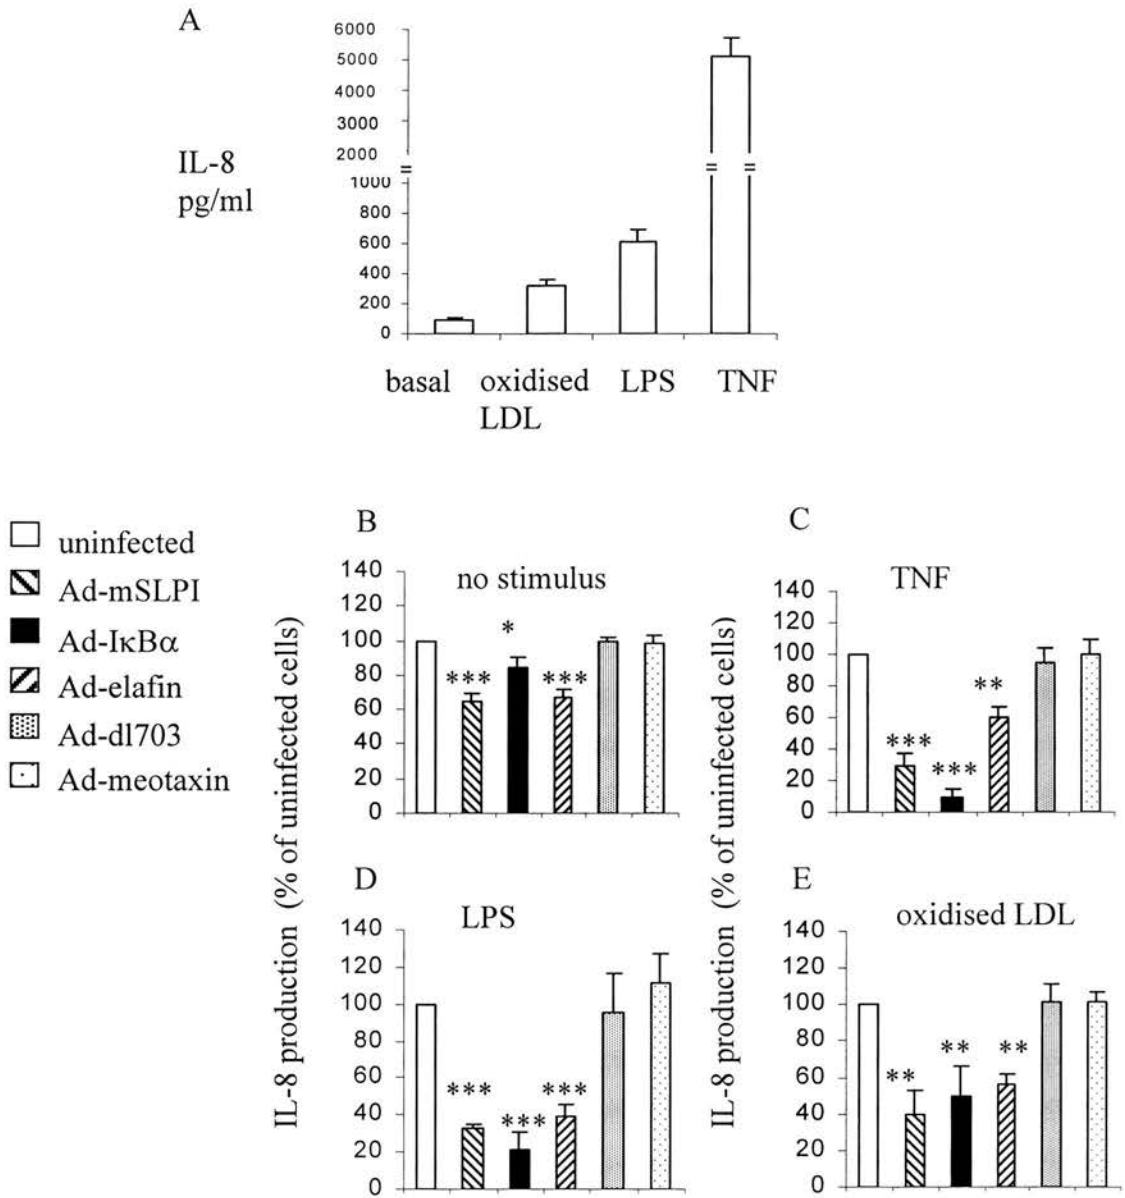 A
6000
5000
4000
3000
2000
1000
800
600
400
200
0
IL-8
pg/ml
basal oxidised LPS TNF
LDL
uninfected
Ad-mSLPI
Ad-IκBα
Ad-elafin
Ad-dl703
Ad-meotaxin
IL-8 production (% of uninfected cells)
B
no stimulus
140
120
100
80
60
40
20
0
***
*
***
IL-8 production (% of uninfected cells)
C
TNF
140
120
100
80
60
40
20
0
***
***
**
D
LPS
140
120
100
80
60
40
20
0
***
***
***
E
oxidised LDL
140
120
100
80
60
40
20
0
**
**
**